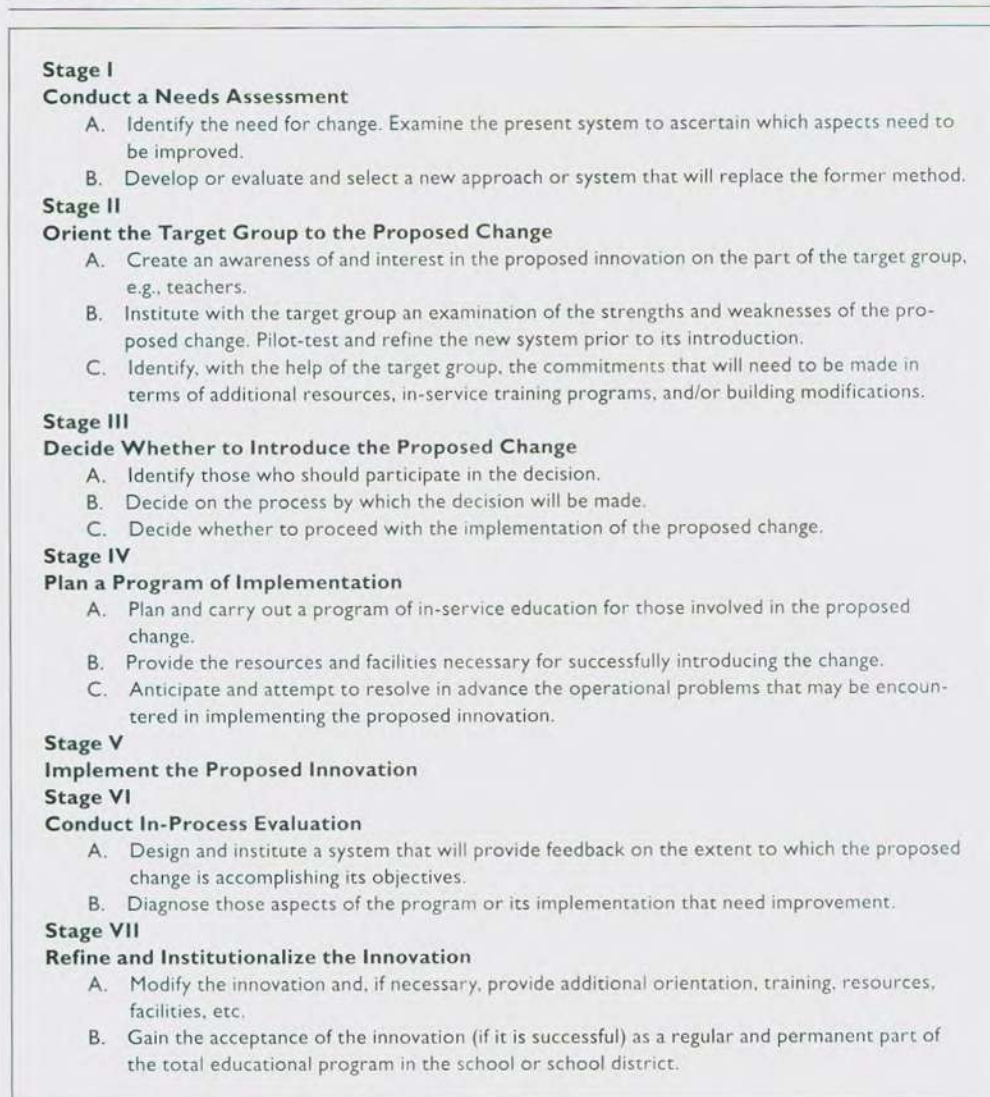 Stage I
Conduct a Needs Assessment
A. Identify the need for change. Examine the present system to ascertain which aspects need to
be improved.
B. Develop or evaluate and select a new approach or system that will replace the former method.
Stage II
Orient the Target Group to the Proposed Change
A. Create an awareness of and interest in the proposed innovation on the part of the target group,
e.g., teachers.
B. Institute with the target group an examination of the strengths and weaknesses of the pro-
posed change. Pilot-test and refine the new system prior to its introduction.
C. Identify, with the help of the target group, the commitments that will need to be made in
terms of additional resources, in-service training programs, and/or building modifications.
Stage III
Decide Whether to Introduce the Proposed Change
A. Identify those who should participate in the decision.
B. Decide on the process by which the decision will be made.
C. Decide whether to proceed with the implementation of the proposed change.
Stage IV
Plan a Program of Implementation
A. Plan and carry out a program of in-service education for those involved in the proposed
change.
B. Provide the resources and facilities necessary for successfully introducing the change.
C. Anticipate and attempt to resolve in advance the operational problems that may be encoun-
tered in implementing the proposed innovation.
Stage V
Implement the Proposed Innovation
Stage VI
Conduct In-Process Evaluation
A. Design and institute a system that will provide feedback on the extent to which the proposed
change is accomplishing its objectives.
B. Diagnose those aspects of the program or its implementation that need improvement.
Stage VII
Refine and Institutionalize the Innovation
A. Modify the innovation and, if necessary, provide additional orientation, training, resources,
facilities, etc.
B. Gain the acceptance of the innovation (if it is successful) as a regular and permanent part of
the total educational program in the school or school district.